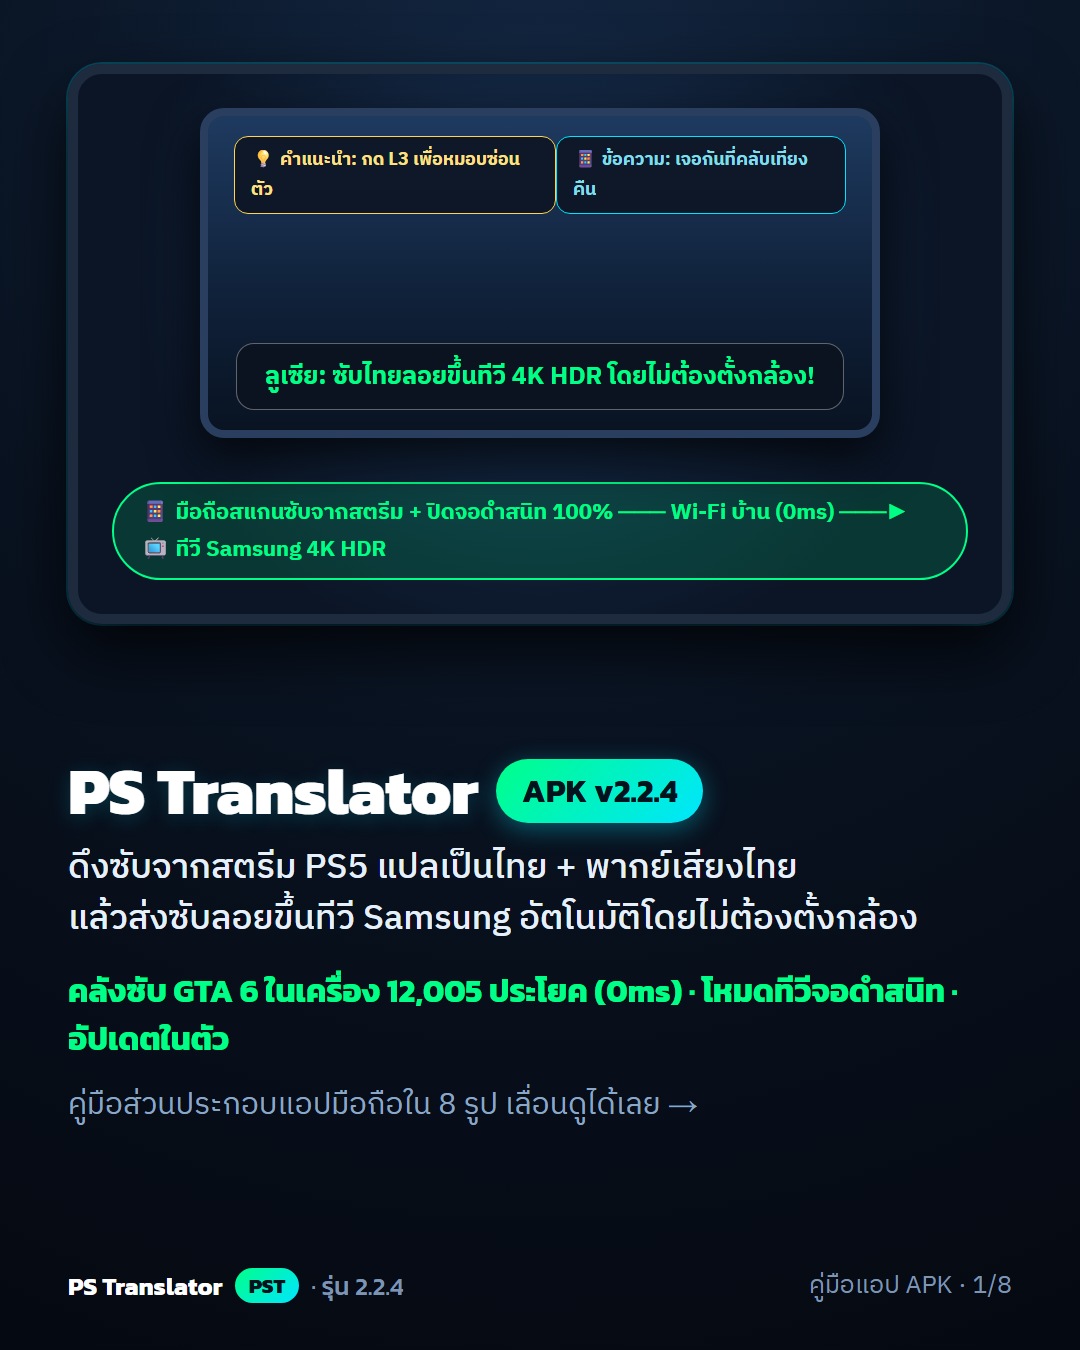 💡 คำแนะนำ: กด L3 เพื่อหมอบซ่อน
ตัว
📱 ข้อความ: เจอกันที่คลับเที่ยง
คืน
ลูเซีย: ซับไทยลอยขึ้นทีวี 4K HDR โดยไม่ต้องตั้งกล้อง!
📱 มือถือสแกนซับจากสตรีม + ปิดจอดำสนิท 100% ─── Wi-Fi บ้าน (0ms) ───▶
📺 ทีวี Samsung 4K HDR
PS Translator APK v2.2.4
ดึงซับจากสตรีม PS5 แปลเป็นไทย + พากย์เสียงไทย
แล้วส่งซับลอยขึ้นทีวี Samsung อัตโนมัติโดยไม่ต้องตั้งกล้อง
คลังซับ GTA 6 ในเครื่อง 12,005 ประโยค (0ms) · โหมดทีวีจอดำสนิท ·
อัปเดตในตัว
คู่มือส่วนประกอบแอปมือถือใน 8 รูป เลื่อนดูได้เลย →
PS Translator PST · รุ่น 2.2.4
คู่มือแอป APK · 1/8